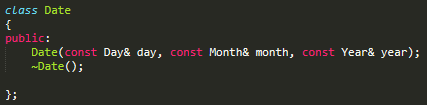 class Date
{
public:
    Date(const Day& day, const Month& month, const Year& year);
    ~Date();

};